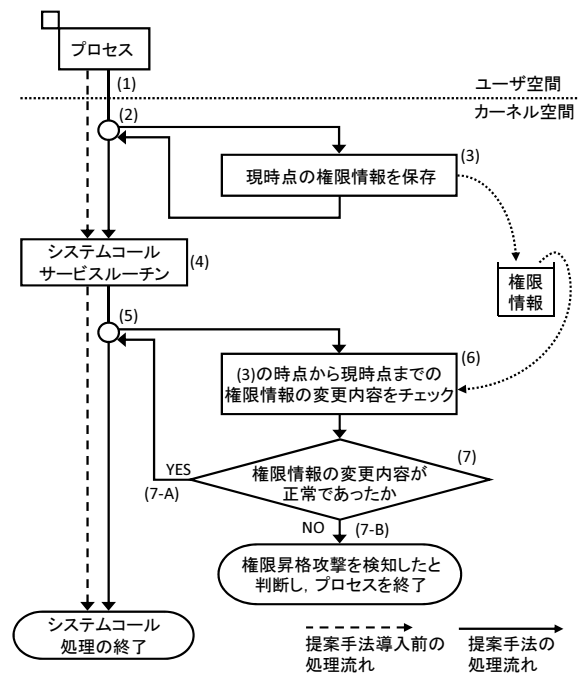 プロセス
(1)
ユーザ空間
カーネル空間
(2)
(3)
現時点の権限情報を保存
システムコール
サービスルーチン
(4)
権限
情報
(5)
(6)
(3)の時点から現時点までの
権限情報の変更内容をチェック
(7)
YES
権限情報の変更内容が
正常であったか
(7-A)
NO
(7-B)
権限昇格攻撃を検知したと
判断し，プロセスを終了
システムコール
処理の終了
提案手法導入前の
処理流れ
提案手法の
処理流れ